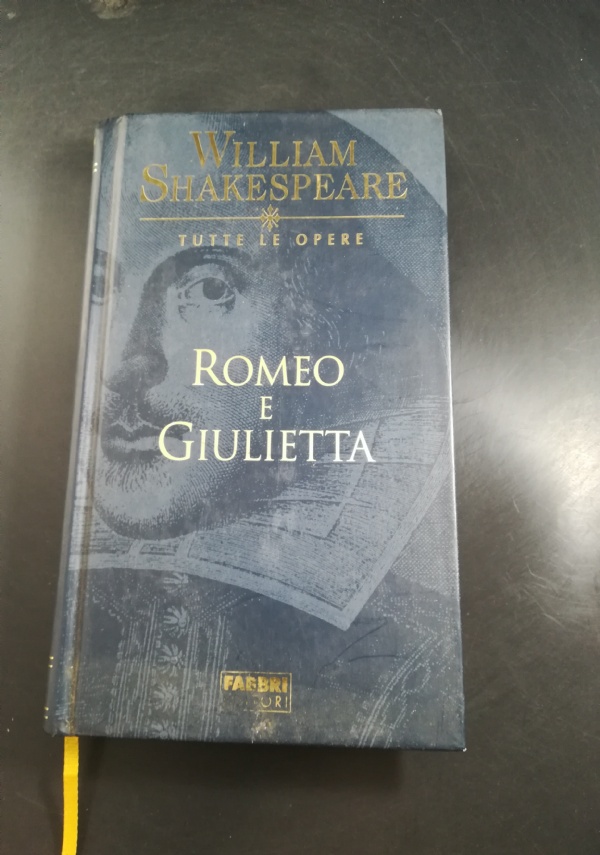 WILLIAM
SHAKESPEARE
TUTTE LE OPERE
ROMEO
E
GIULIETTA
FABBRI